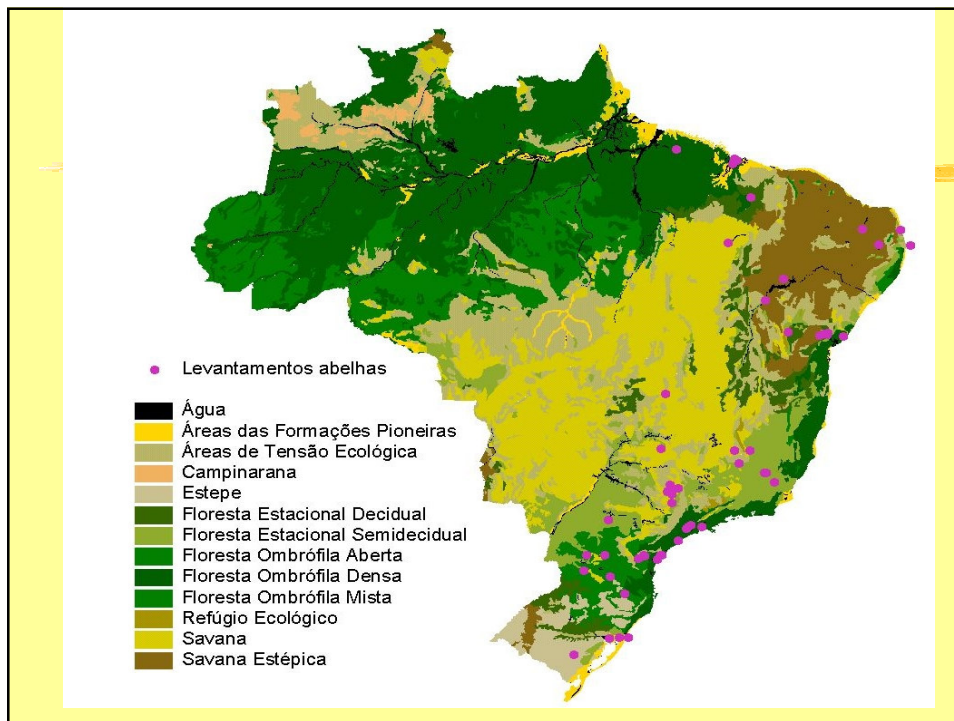 Levantamentos abelhas
Água
Áreas das Formações Pioneiras
Áreas de Tensão Ecológica
Campinarana
Estepe
Floresta Estacional Decidual
Floresta Estacional Semidecidual
Floresta Ombrófila Aberta
Floresta Ombrófila Densa
Floresta Ombrófila Mista
Refúgio Ecológico
Savana
Savana Estépica